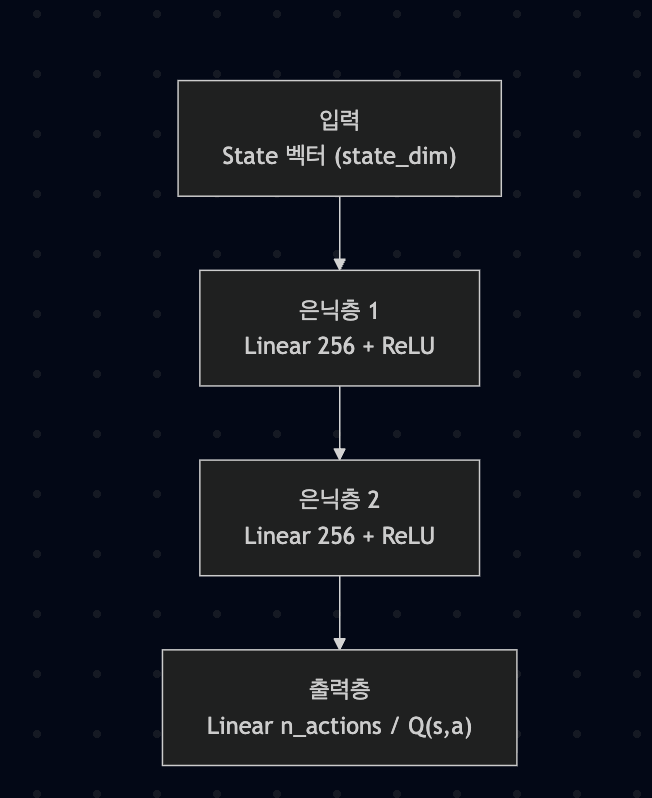 입력
State 벡터 (state_dim)
은닉층 1
Linear 256 + ReLU
은닉층 2
Linear 256 + ReLU
출력층
Linear n_actions / Q(s,a)